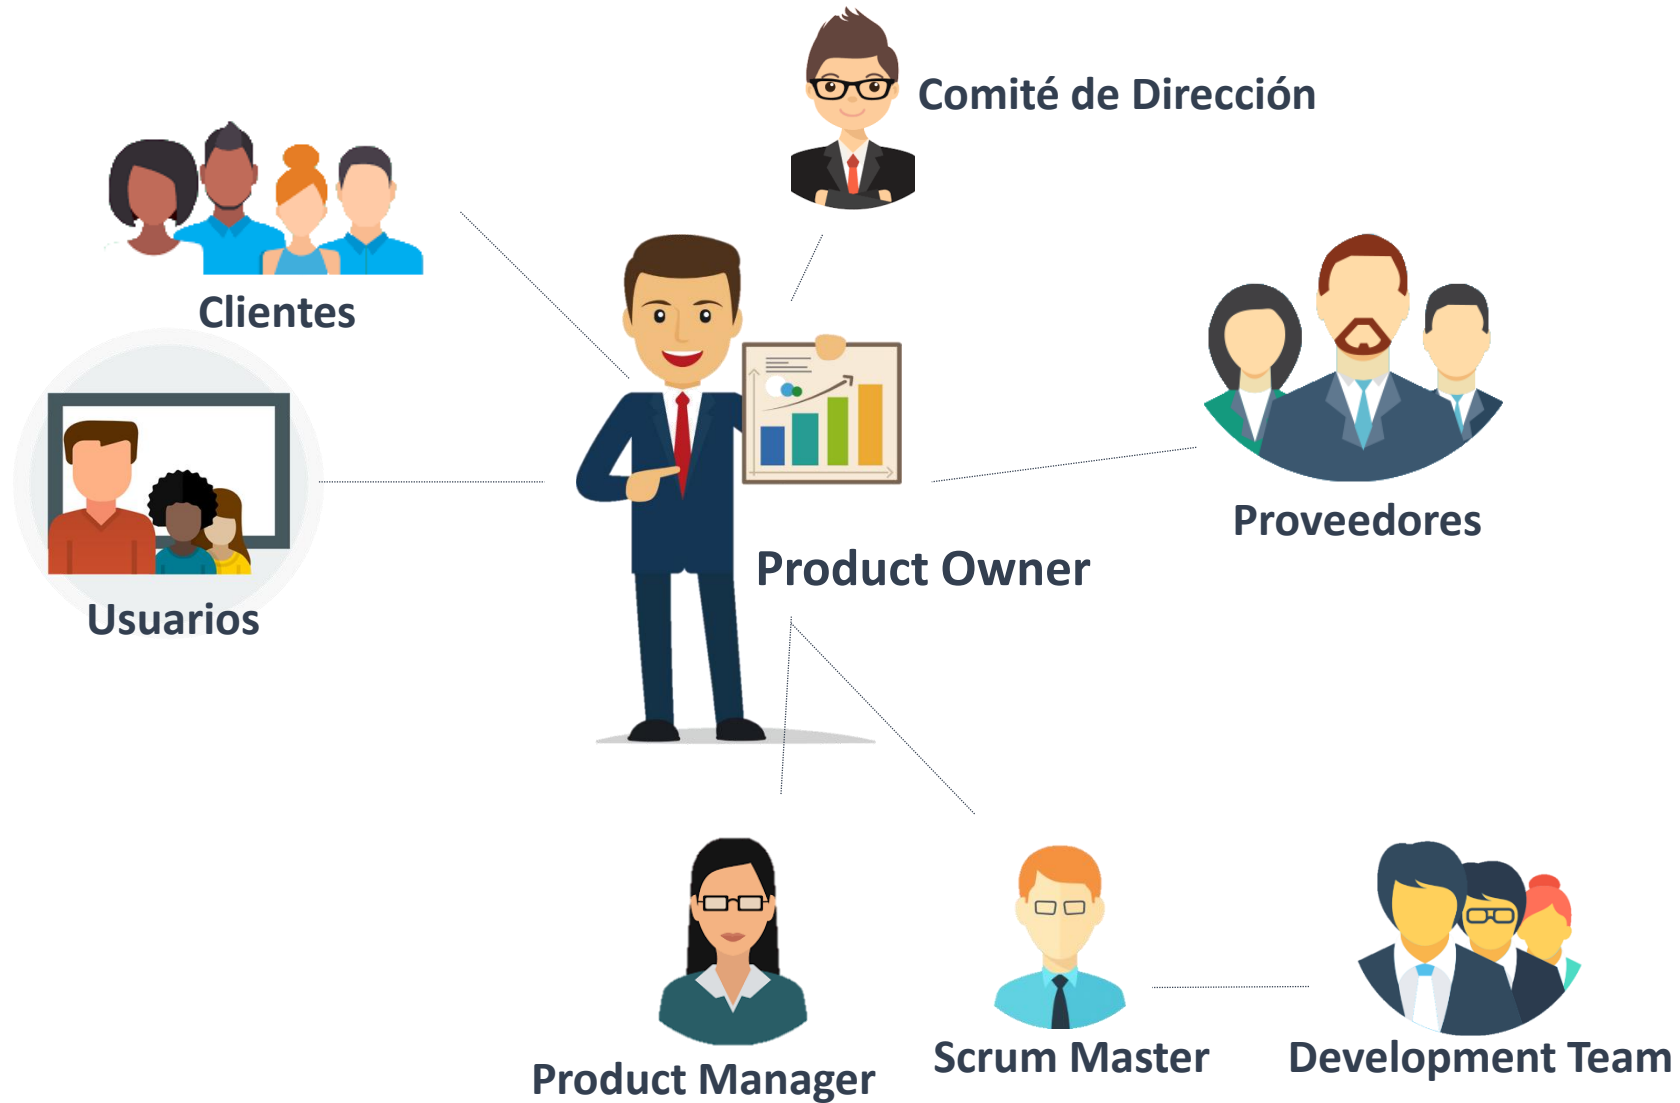 Comité de Dirección
Clientes
Usuarios
Product Owner
Proveedores
Product Manager
Scrum Master
Development Team